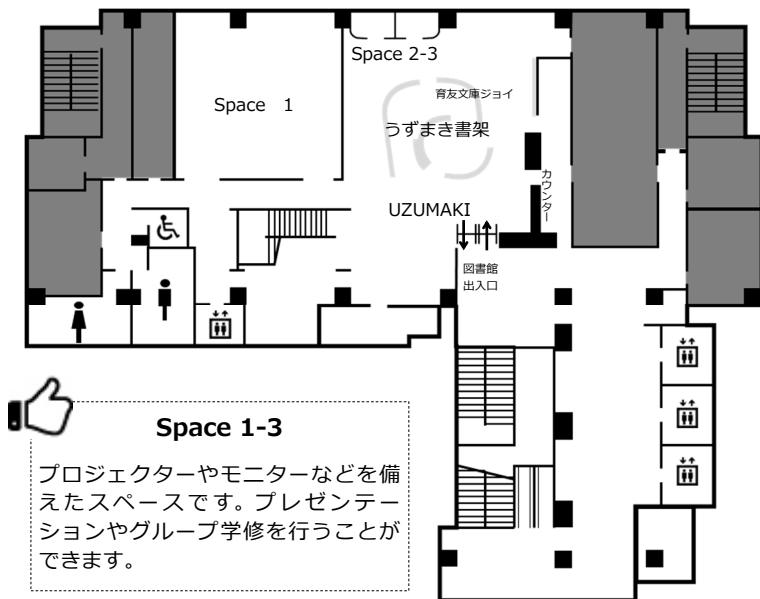 Space 2-3
Space 1
育友文庫ジョイ
うずまき書架
カウンター
UZUMAKI
図書館
出入口
Space 1-3
プロジェクターやモニターなどを備
えたスペースです。プレゼンテー
ションやグループ学修を行うことが
できます。